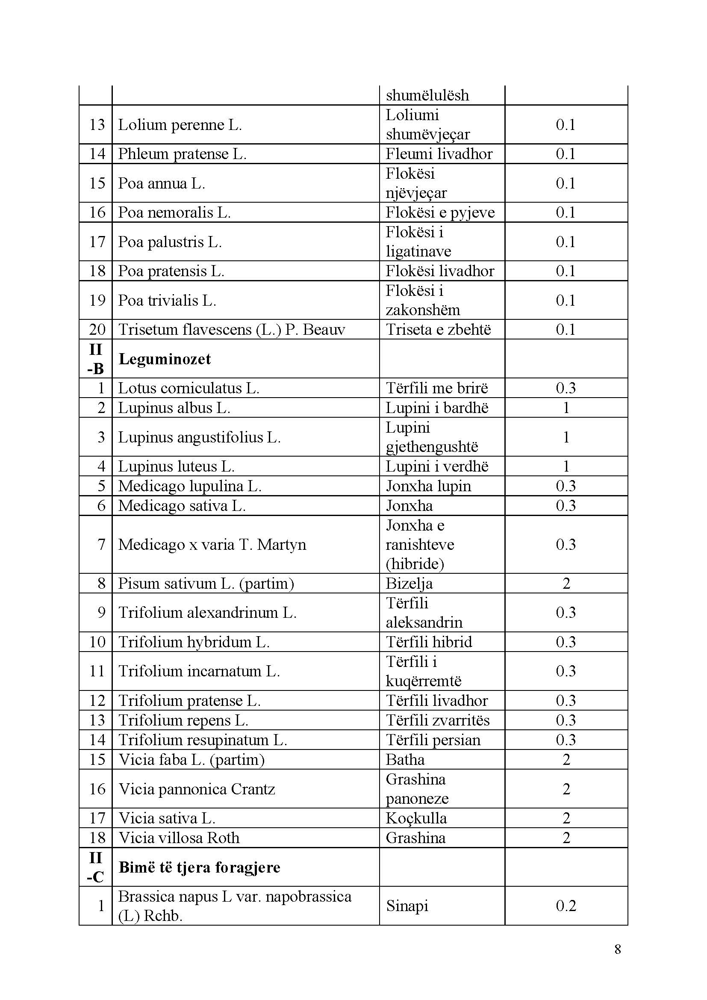 shumëlulësh
13 Lolium perenne L. Loliumi 0.1
shumëvjeçar
14 Phleum pratense L. Fleumi livadhor 0.1
15 Poa annua L. Flokësi 0.1
njëvjeçar
16 Poa nemoralis L. Flokësi e pyjeve 0.1
17 Poa palustris L. Flokësi i 0.1
ligatinave
18 Poa pratensis L. Flokësi livadhor 0.1
19 Poa trivialis L. Flokësi i 0.1
zakonshëm
20 Trisetum flavescens (L.) P. Beauv Triseta e zbehtë 0.1
II
-B Leguminozet
1 Lotus corniculatus L. Tërfili me brirë 0.3
2 Lupinus albus L. Lupini i bardhë 1
3 Lupinus angustifolius L. Lupini 1
gjethengushtë
4 Lupinus luteus L. Lupini i verdhë 1
5 Medicago lupulina L. Jonxha lupin 0.3
6 Medicago sativa L. Jonxha 0.3
Jonxha e
7 Medicago x varia T. Martyn ranishteve 0.3
(hibride)
8 Pisum sativum L. (partim) Bizelja 2
9 Trifolium alexandrinum L. Tërfili 0.3
aleksandrin
10 Trifolium hybridum L. Tërfili hibrid 0.3
11 Trifolium incarnatum L. Tërfili i 0.3
kuqërremtë
12 Trifolium pratense L. Tërfili livadhor 0.3
13 Trifolium repens L. Tërfili zvarritës 0.3
14 Trifolium resupinatum L. Tërfili persian 0.3
15 Vicia faba L. (partim) Batha 2
16 Vicia pannonica Crantz Grashina 2
panoneze
17 Vicia sativa L. Koçkulla 2
18 Vicia villosa Roth Grashina 2
II
-C Bimë të tjera foragjere
1 Brassica napus L var. napobrassica Sinapi 0.2
(L) Rchb.
8